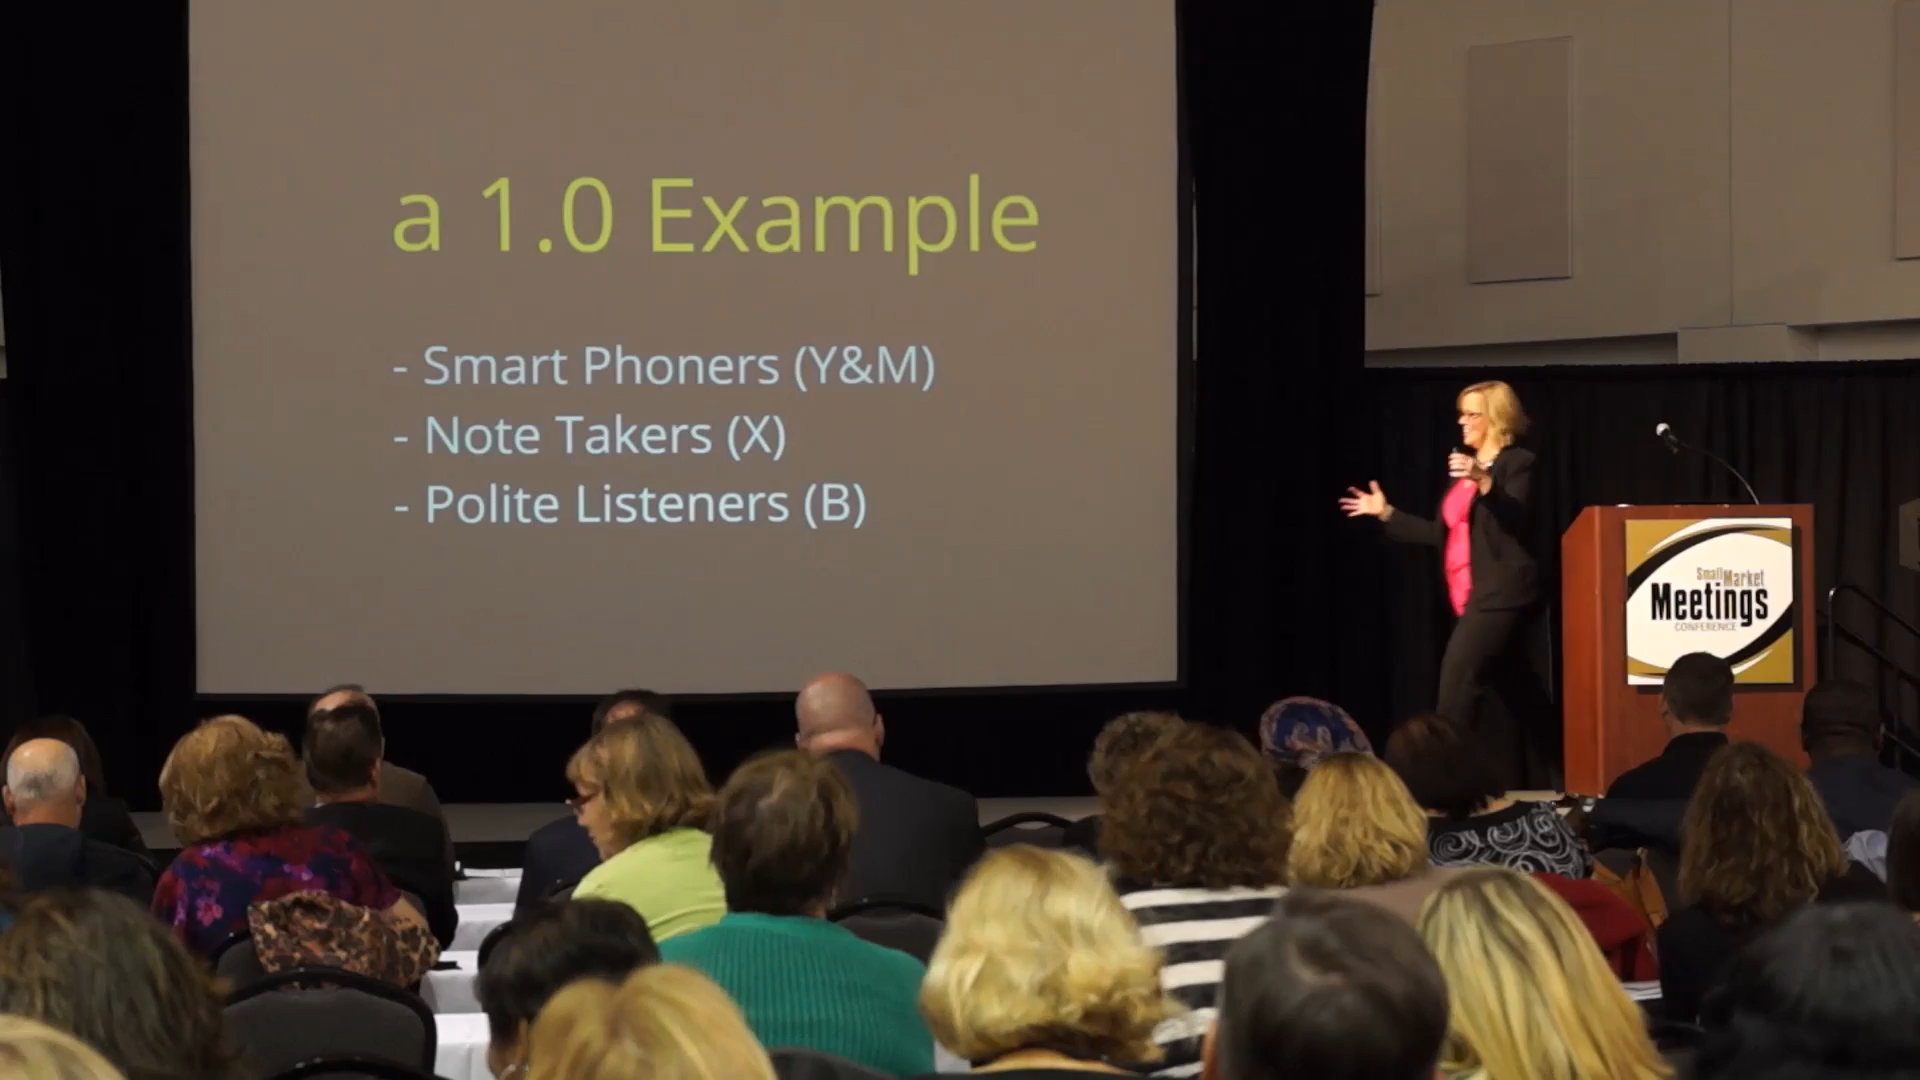 a 1.0 Example
- Smart Phoners (Y&M)
- Note Takers (X)
- Polite Listeners (B)
Small Market
Meetings
CONFERENCE